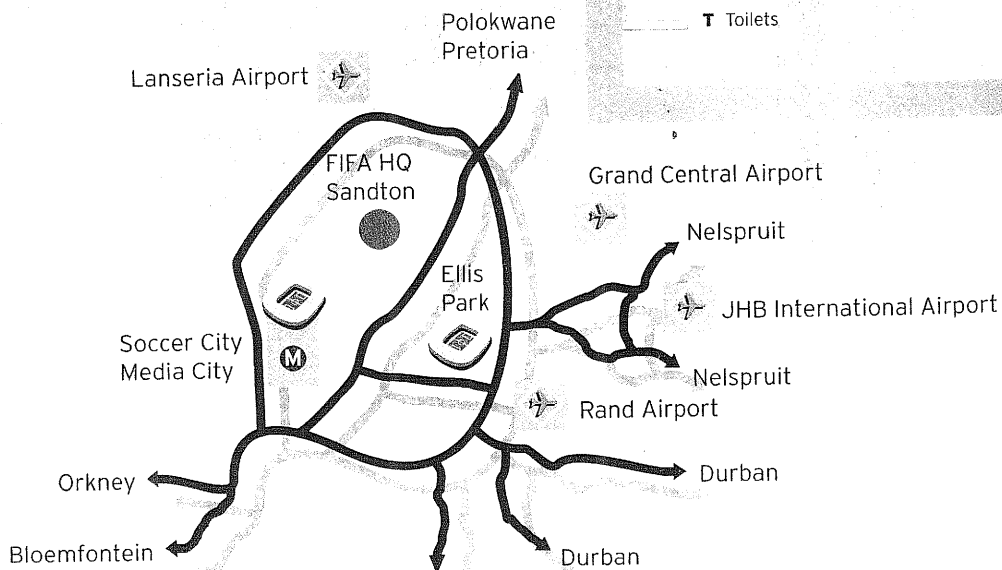 Polokwane
Pretoria
T Toilets
Lanseria Airport
FIFA HQ
Sandton
Grand Central Airport
Nelspruit
Ellis
Park
JHB International Airport
Soccer City
Media City
M
Nelspruit
Rand Airport
Orkney
Durban
Bloemfontein
Durban